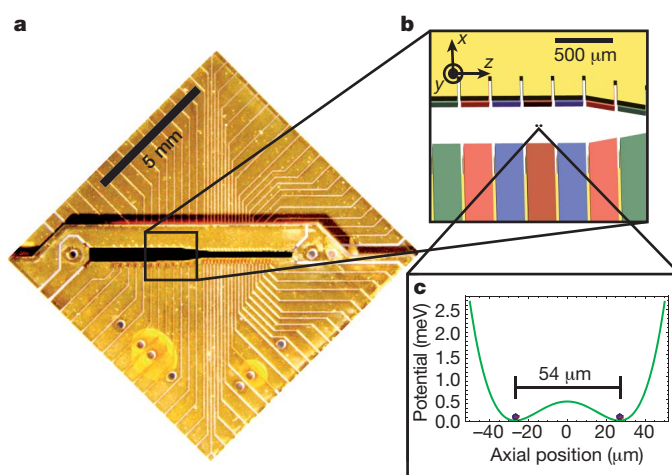 a
5 mm
b
x
z
y
500 μm
c
Potential (meV)
2.5
2.0
1.5
1.0
0.5
0.0
54 μm
−40 −20 0 20 40
Axial position (μm)